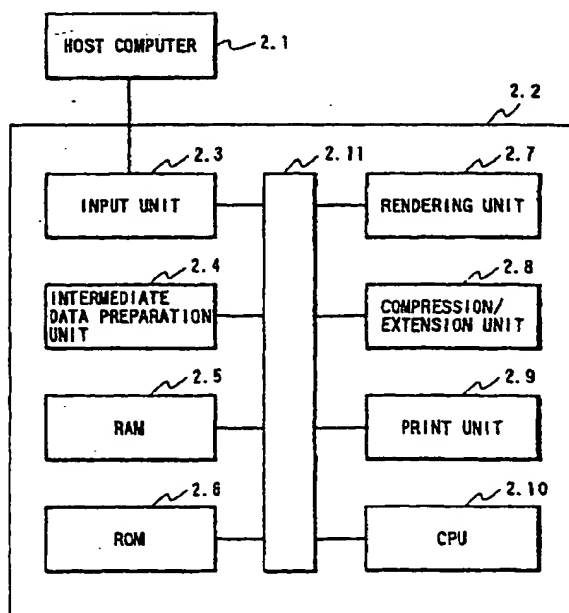 HOST COMPUTER
2.1
2.2
2.3
2.11
2.7
INPUT UNIT
RENDERING UNIT
2.4
2.8
INTERMEDIATE
DATA PREPARATION
UNIT
COMPRESSION/
EXTENSION UNIT
2.5
2.9
RAM
PRINT UNIT
2.6
2.10
ROM
CPU